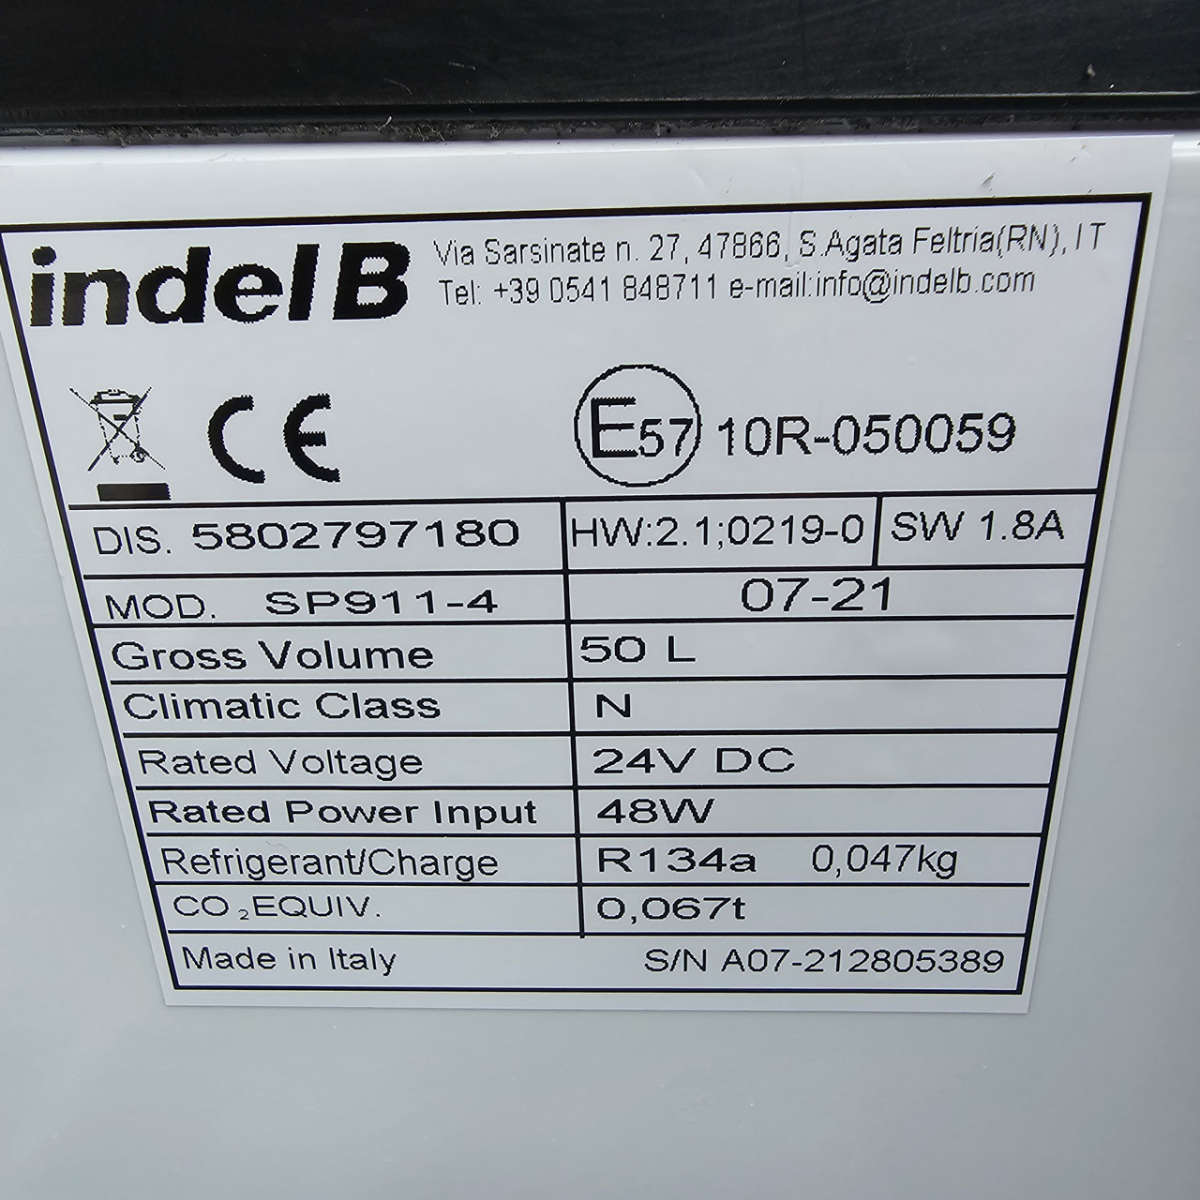 indel B
Via Sarsinate n. 27, 47866, S.Agata Feltria(RN), IT
Tel: +39 0541 848711 e-mail:info@indelb.com
CE
E57 10R-050059
DIS. 5802797180 HW:2.1;0219-0 SW 1.8A
MOD. SP911-4 07-21
Gross Volume 50 L
Climatic Class N
Rated Voltage 24V DC
Rated Power Input 48W
Refrigerant/Charge R134a 0,047kg
CO₂EQUIV. 0,067t
Made in Italy S/N A07-212805389